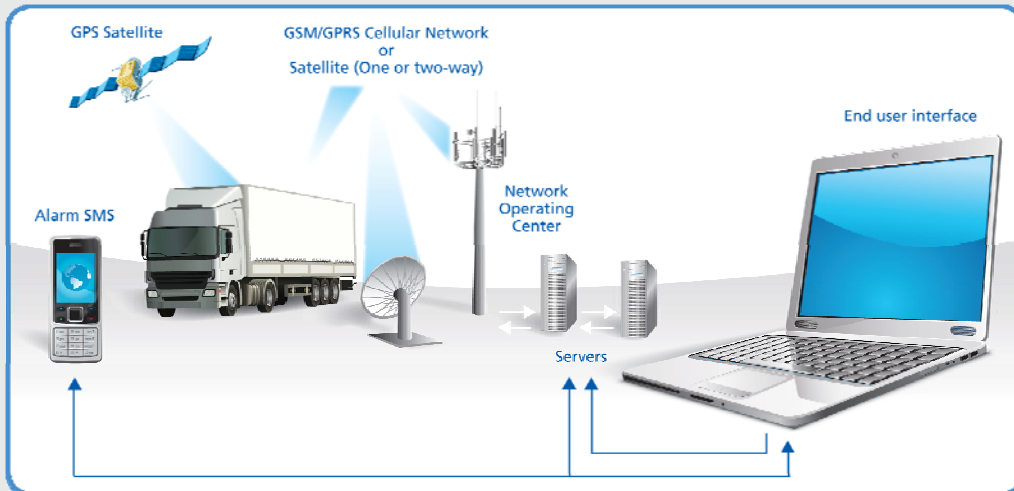 GPS Satellite
GSM/GPRS Cellular Network
or
Satellite (One or two-way)
End user interface
Network
Operating
Center
Alarm SMS
Servers